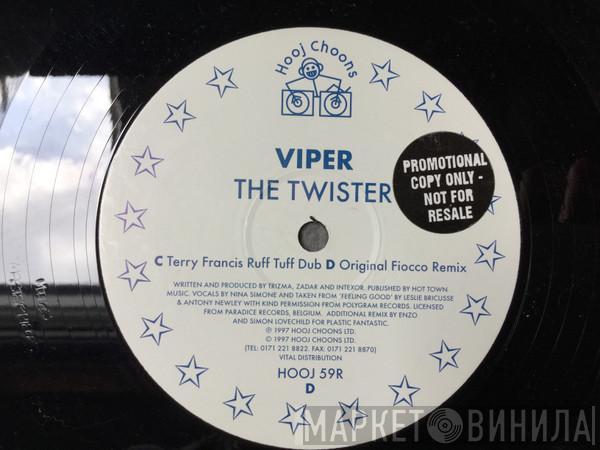 Hooj Choons
VIPER
THE TWISTER
PROMOTIONAL
COPY ONLY -
NOT FOR
RESALE
C Terry Francis Ruff Tuff Dub D Original Fiocco Remix
WRITTEN AND PRODUCED BY TRIZMA, ZADAR AND INTEXOR. PUBLISHED BY HOT TOWN
MUSIC. VOCALS BY NINA SIMONE AND TAKEN FROM 'FEELING GOOD' BY LESLIE BRICUSSE
& ANTONY NEWLEY WITH KIND PERMISSION FROM POLYGRAM RECORDS. LICENSED
FROM PARADICE RECORDS, BELGIUM. ADDITIONAL REMIX BY ENZO
AND SIMON LOVECHILD FOR PLASTIC FANTASTIC.
℗ 1997 HOOJ CHOONS LTD.
© 1997 HOOJ CHOONS LTD.
(TEL: 0171 221 8822. FAX: 0171 221 8870)
VITAL DISTRIBUTION
HOOJ 59R
D
МАРКЕТ ВИНИЛА